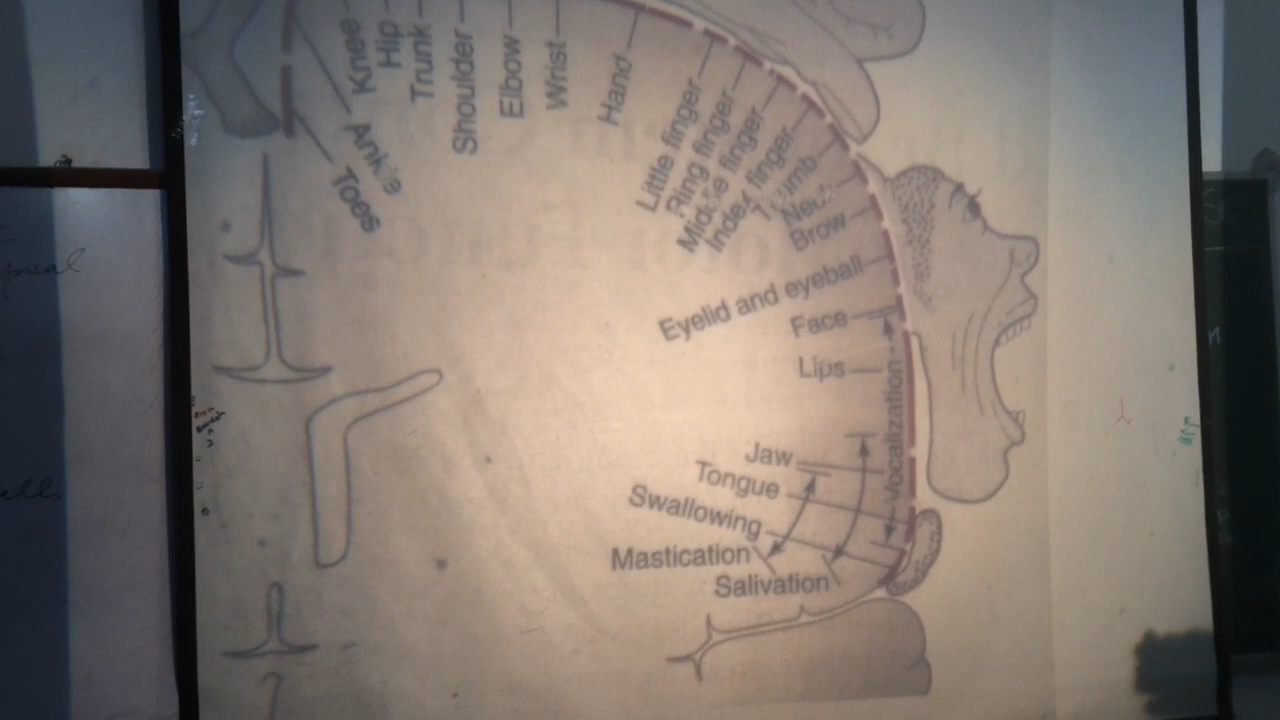 Knee
Hip
Trunk
Shoulder
Elbow
Wrist
Hand
Little finger
Ring finger
Middle finger
Index finger
Thumb
Neck
Brow
Eyelid and eyeball
Face
Lips
Vocalization
Jaw
Tongue
Swallowing
Mastication
Salivation
Ankle
Toes